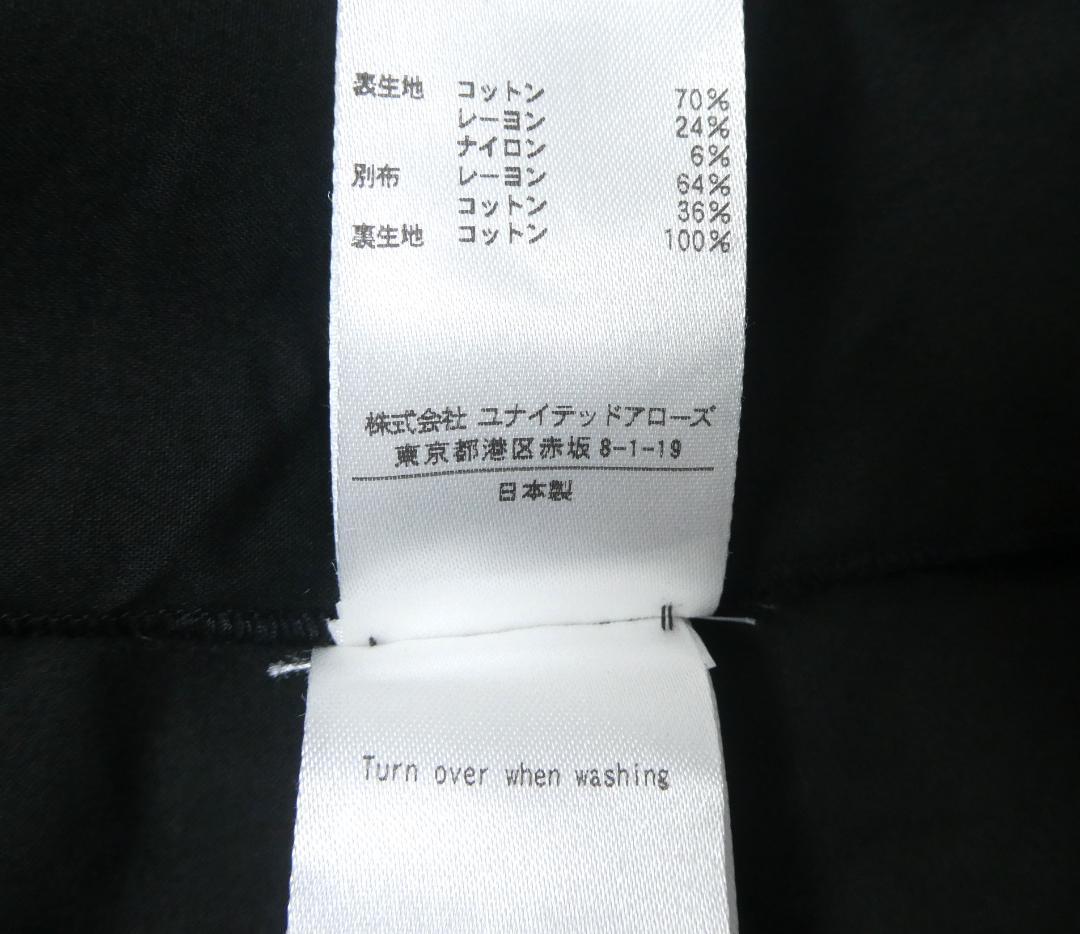 表生地 コットン 70%
レーヨン 24%
ナイロン 6%
別布 レーヨン 64%
コットン 36%
裏生地 コットン 100%
株式会社 ユナイテッドアローズ
東京都港区赤坂 8-1-19
日本製
Turn over when washing